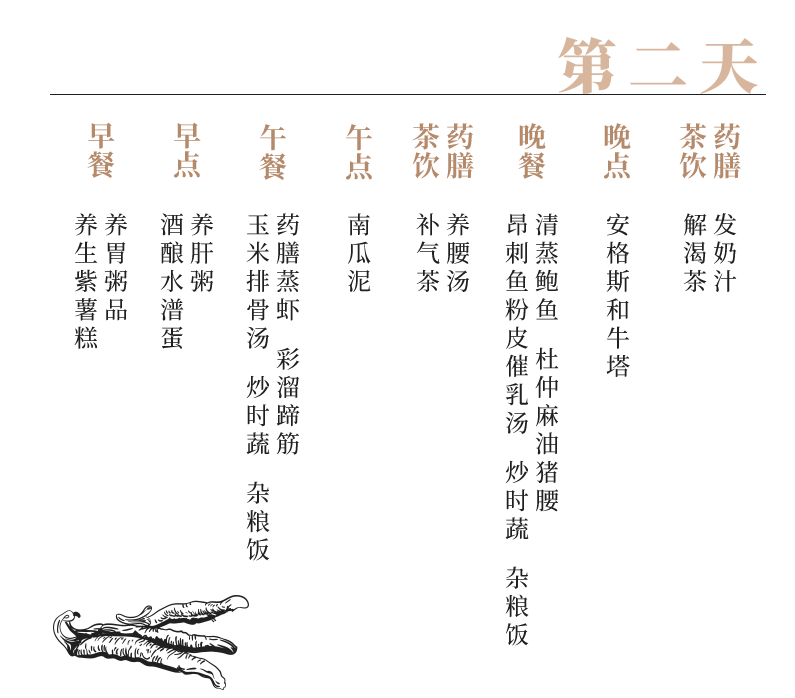 第二天
早餐
养胃粥品
养生紫薯糕
早点
养肝粥
酒酿水潽蛋
午餐
药膳蒸虾 彩溜蹄筋
玉米排骨汤 炒时蔬 杂粮饭
午点
南瓜泥
药膳
茶饮
养腰汤
补气茶
晚餐
清蒸鲍鱼 杜仲麻油猪腰
昂刺鱼粉皮催乳汤 炒时蔬 杂粮饭
晚点
安格斯和牛塔
药膳
茶饮
发奶汁
解渴茶